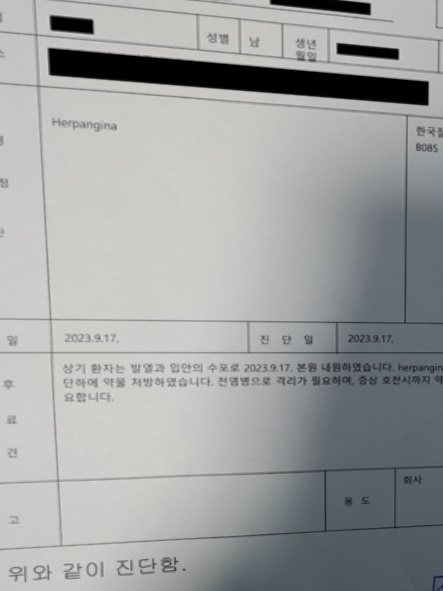 성별 남 생년
월일
Herpangina
한국질
B085
일 2023.9.17. 진 단 일 2023.9.17.
상기 환자는 발열과 입안의 수포로 2023.9.17. 본원 내원하였습니다. herpangin
후 단하에 약물 처방하였습니다. 전염병으로 격리가 필요하며, 증상 호전시까지 약
요합니다.
료
견
회사
고 용 도
위와 같이 진단함.